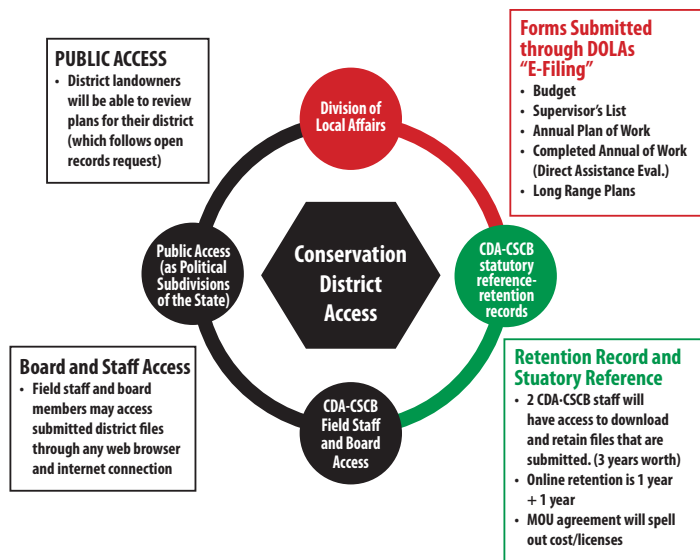 PUBLIC ACCESS
• District landowners
will be able to review
plans for their district
(which follows open
records request)
Forms Submitted
through DOLAs
“E-Filing”
• Budget
• Supervisor’s List
• Annual Plan of Work
• Completed Annual of Work
(Direct Assistance Eval.)
• Long Range Plans
Division of
Local Affairs
Public Access
(as Political
Subdivisions
of the State)
Conservation
District
Access
CDA-CSCB
statutory
reference-
retention
records
Board and Staff Access
• Field staff and board
members may access
submitted district files
through any web browser
and internet connection
CDA-CSCB
Field Staff
and Board
Access
Retention Record and
Stuatory Reference
• 2 CDA-CSCB staff will
have access to download
and retain files that are
submitted. (3 years worth)
• Online retention is 1 year
+ 1 year
• MOU agreement will spell
out cost/licenses